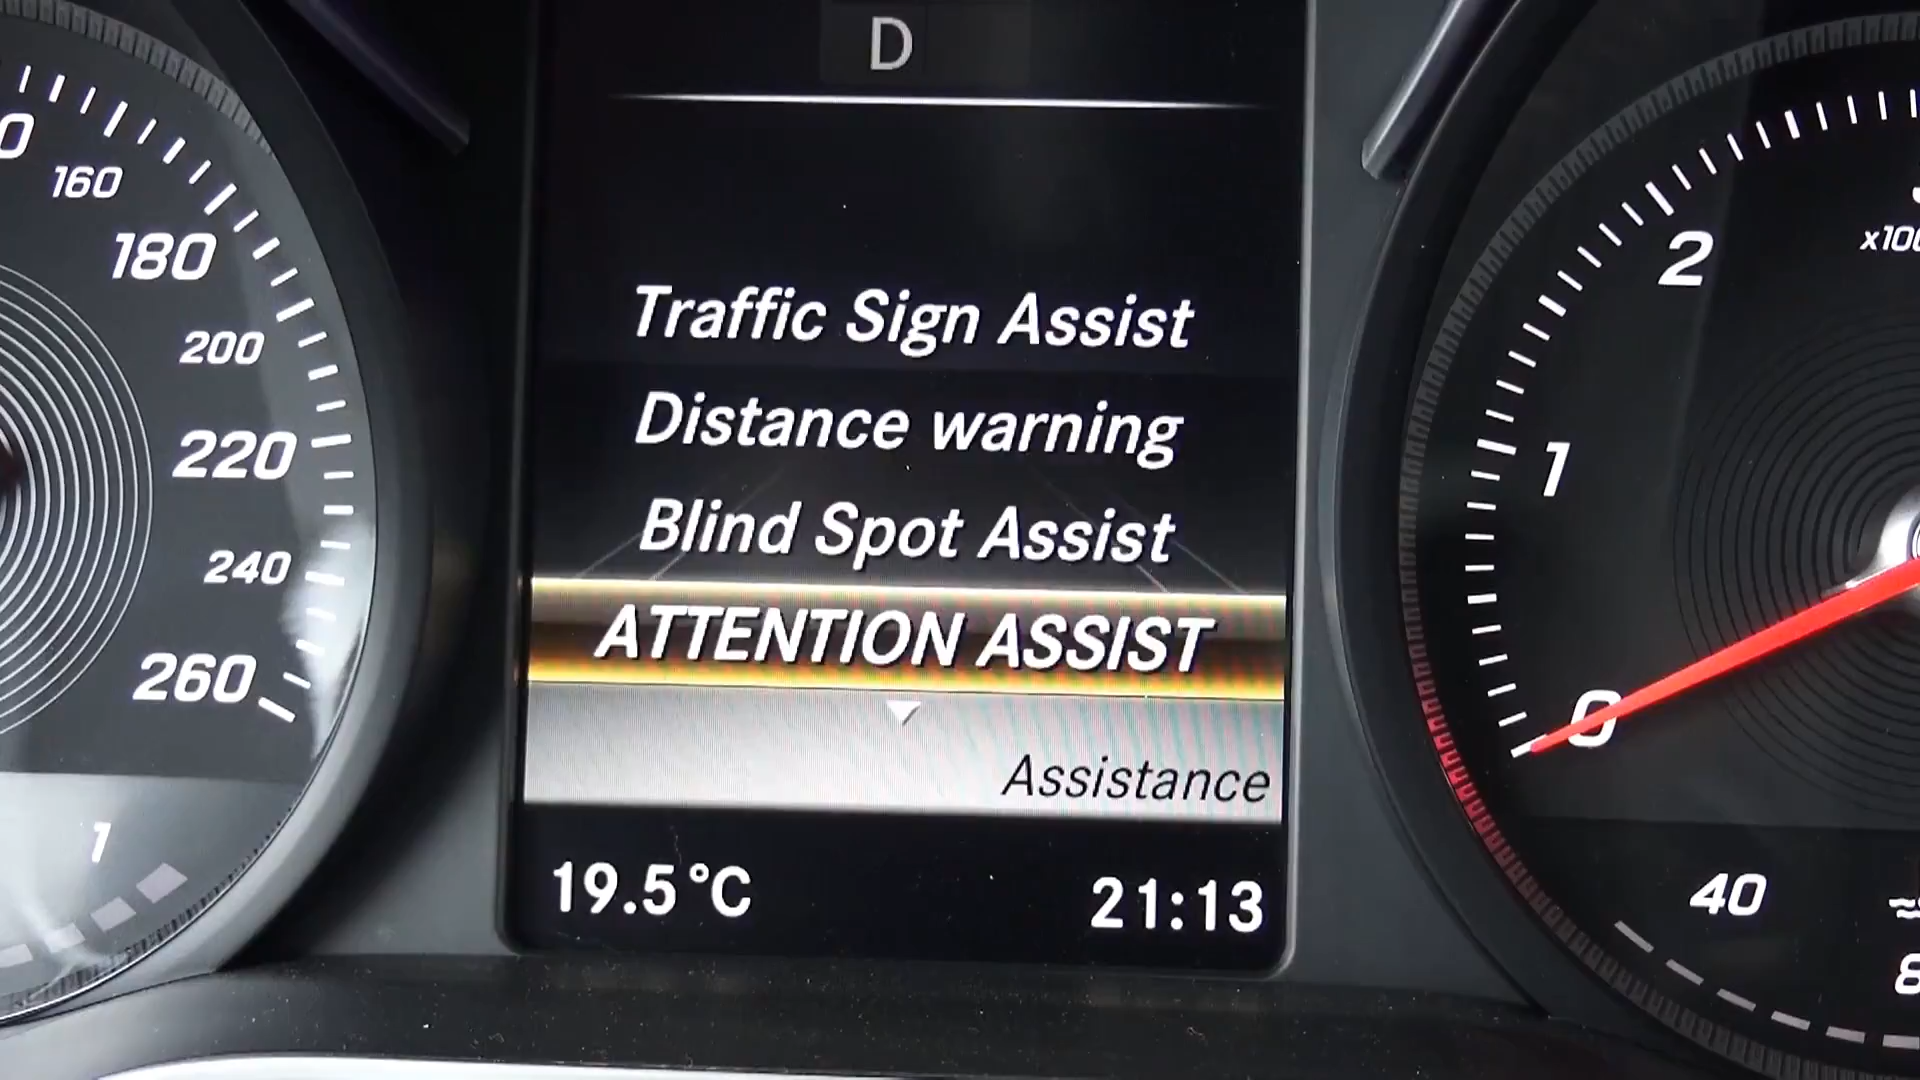 D
160
180
200
220
240
260
1
Traffic Sign Assist
Distance warning
Blind Spot Assist
ATTENTION ASSIST
Assistance
19.5°C
21:13
2
1
0
40